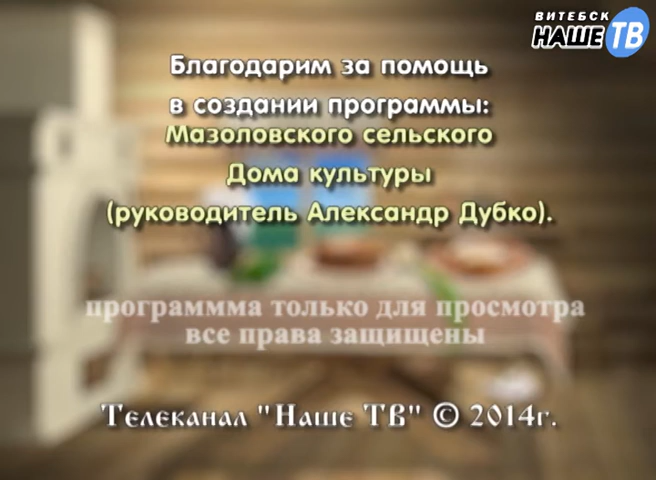 ВИТЕБСК
НАШЕ ТВ
Благодарим за помощь
в создании программы:
Мазоловского сельского
Дома культуры
(руководитель Александр Дубко).
программма только для просмотра
все права защищены
Телеканал "Наше ТВ" © 2014г.